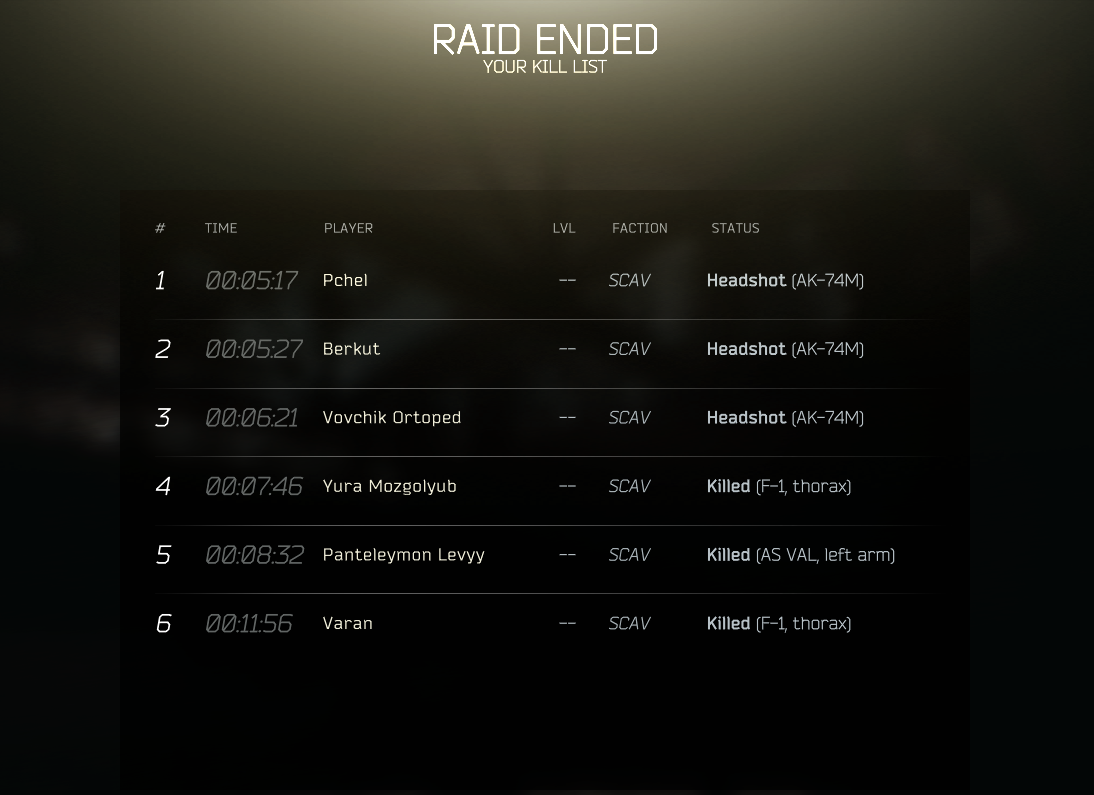 RAID ENDED
YOUR KILL LIST
# TIME PLAYER LVL FACTION STATUS
1 00:05:17 Pchel -- SCAV Headshot (AK-74M)
2 00:05:27 Berkut -- SCAV Headshot (AK-74M)
3 00:06:21 Vovchik Ortoped -- SCAV Headshot (AK-74M)
4 00:07:46 Yura Mozgolyub -- SCAV Killed (F-1, thorax)
5 00:08:32 Panteleymon Levyy -- SCAV Killed (AS VAL, left arm)
6 00:11:56 Varan -- SCAV Killed (F-1, thorax)